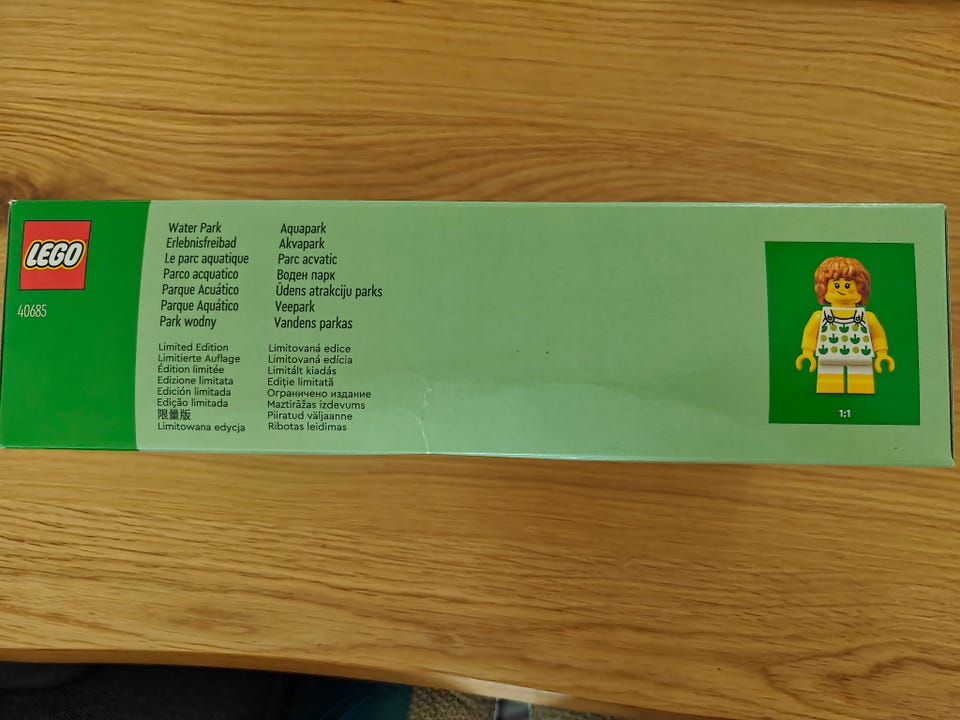 LEGO
40685
Water Park
Erlebnisfreibad
Le parc aquatique
Parco acquatico
Parque Acuático
Parque Aquático
Park wodny
Aquapark
Akvapark
Parc acvatic
Воден парк
Ūdens atrakciju parks
Veepark
Vandens parkas
Limited Edition
Limitierte Auflage
Édition limitée
Edizione limitata
Edición limitada
Edição limitada
限量版
Limitowana edycja
Limitovaná edice
Limitovaná edícia
Limitált kiadás
Ediție limitată
Ограничено издание
Maztirāžas izdevums
Piiratud väljaanne
Ribotas leidimas
1:1